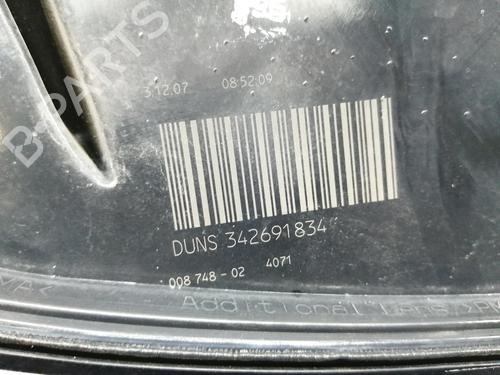 3.12.07 08:52:09
B-PARTS
DUNS 342691834
008 748 - 02 4071
Additional